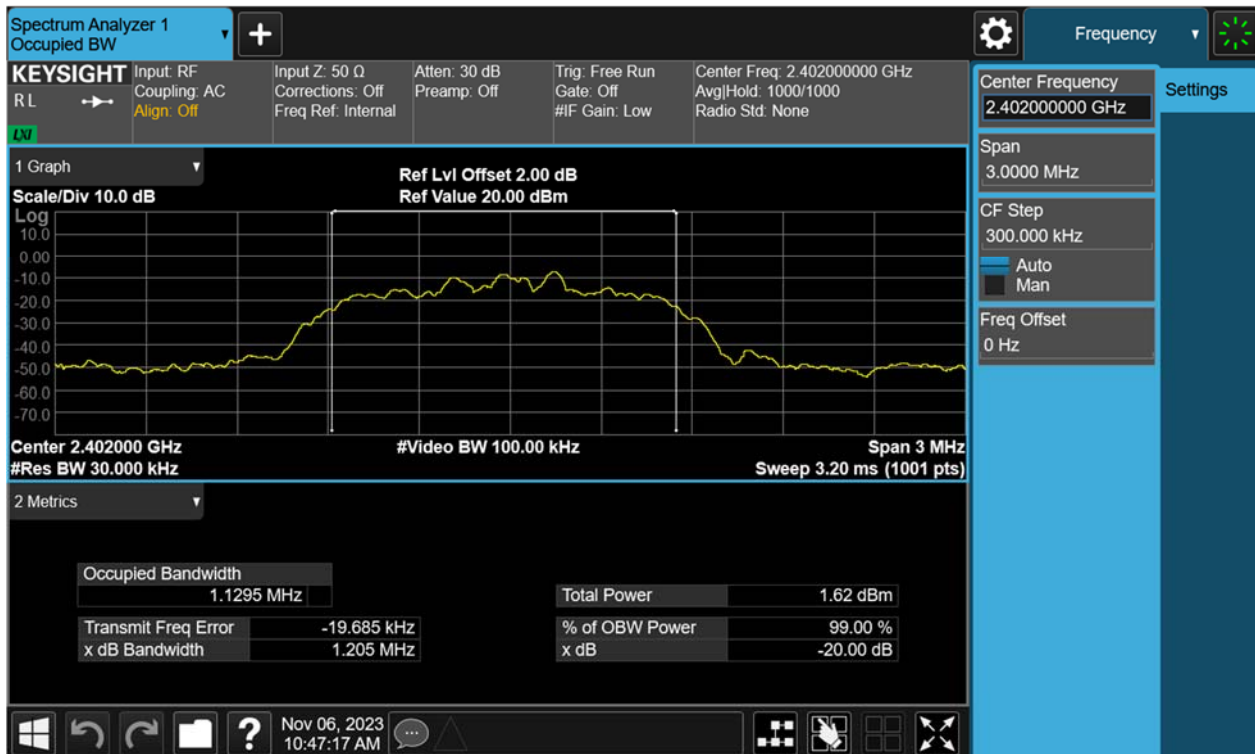 Spectrum Analyzer 1
Occupied BW
+
Frequency
KEYSIGHT
RL
LXI
Input: RF
Coupling: AC
Align: Off
Input Z: 50 Ω
Corrections: Off
Freq Ref: Internal
Atten: 30 dB
Preamp: Off
Trig: Free Run
Gate: Off
#IF Gain: Low
Center Freq: 2.402000000 GHz
Avg|Hold: 1000/1000
Radio Std: None
Center Frequency
2.402000000 GHz
Settings
Span
3.0000 MHz
CF Step
300.000 kHz
Auto
Man
Freq Offset
0 Hz
1 Graph
Ref Lvl Offset 2.00 dB
Scale/Div 10.0 dB
Ref Value 20.00 dBm
Log
10.0
0.00
-10.0
-20.0
-30.0
-40.0
-50.0
-60.0
-70.0
Center 2.402000 GHz
#Video BW 100.00 kHz
Span 3 MHz
#Res BW 30.000 kHz
Sweep 3.20 ms (1001 pts)
2 Metrics
Occupied Bandwidth
1.1295 MHz
Total Power 1.62 dBm
Transmit Freq Error -19.685 kHz
% of OBW Power 99.00 %
x dB Bandwidth 1.205 MHz
x dB -20.00 dB
?
Nov 06, 2023
10:47:17 AM